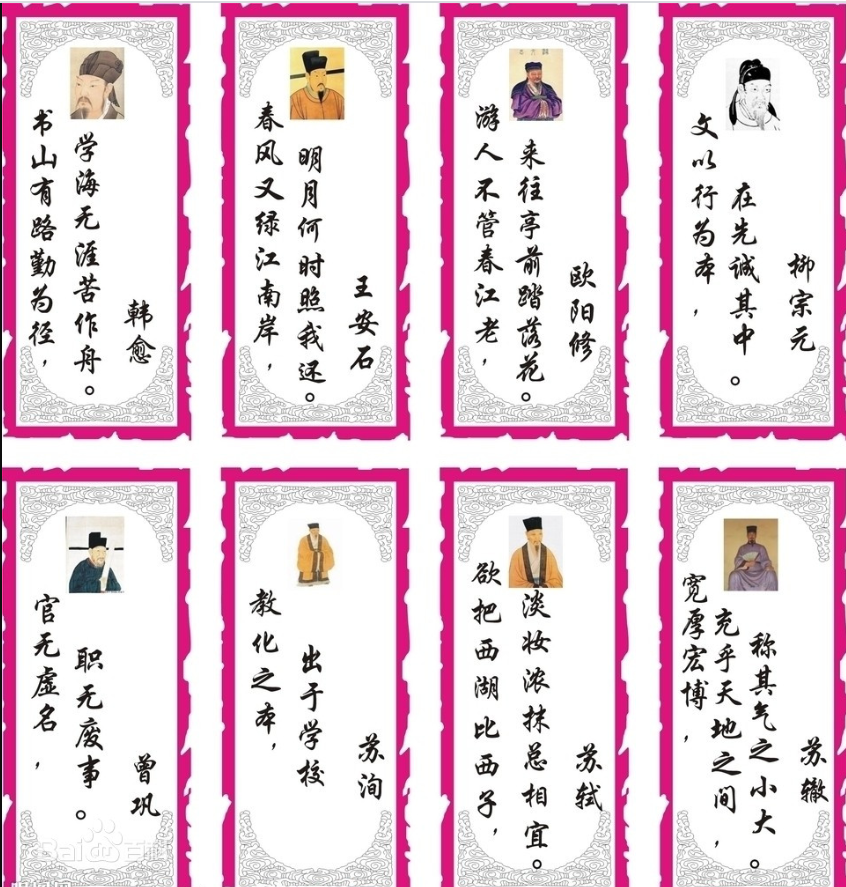 书山有路勤为径，
学海无涯苦作舟。
韩愈
春风又绿江南岸，
明月何时照我还。
王安石
游人不管春江老，
来往亭前踏落花。
欧阳修
文以行为本，
在先诚其中。
柳宗元
官无虚名，
职无废事。
曾巩
教化之本，
出于学校
苏洵
欲把西湖比西子，
淡妆浓抹总相宜。
苏轼
宽厚宏博，
充乎天地之间，
称其气之小大。
苏辙
Baidu百科